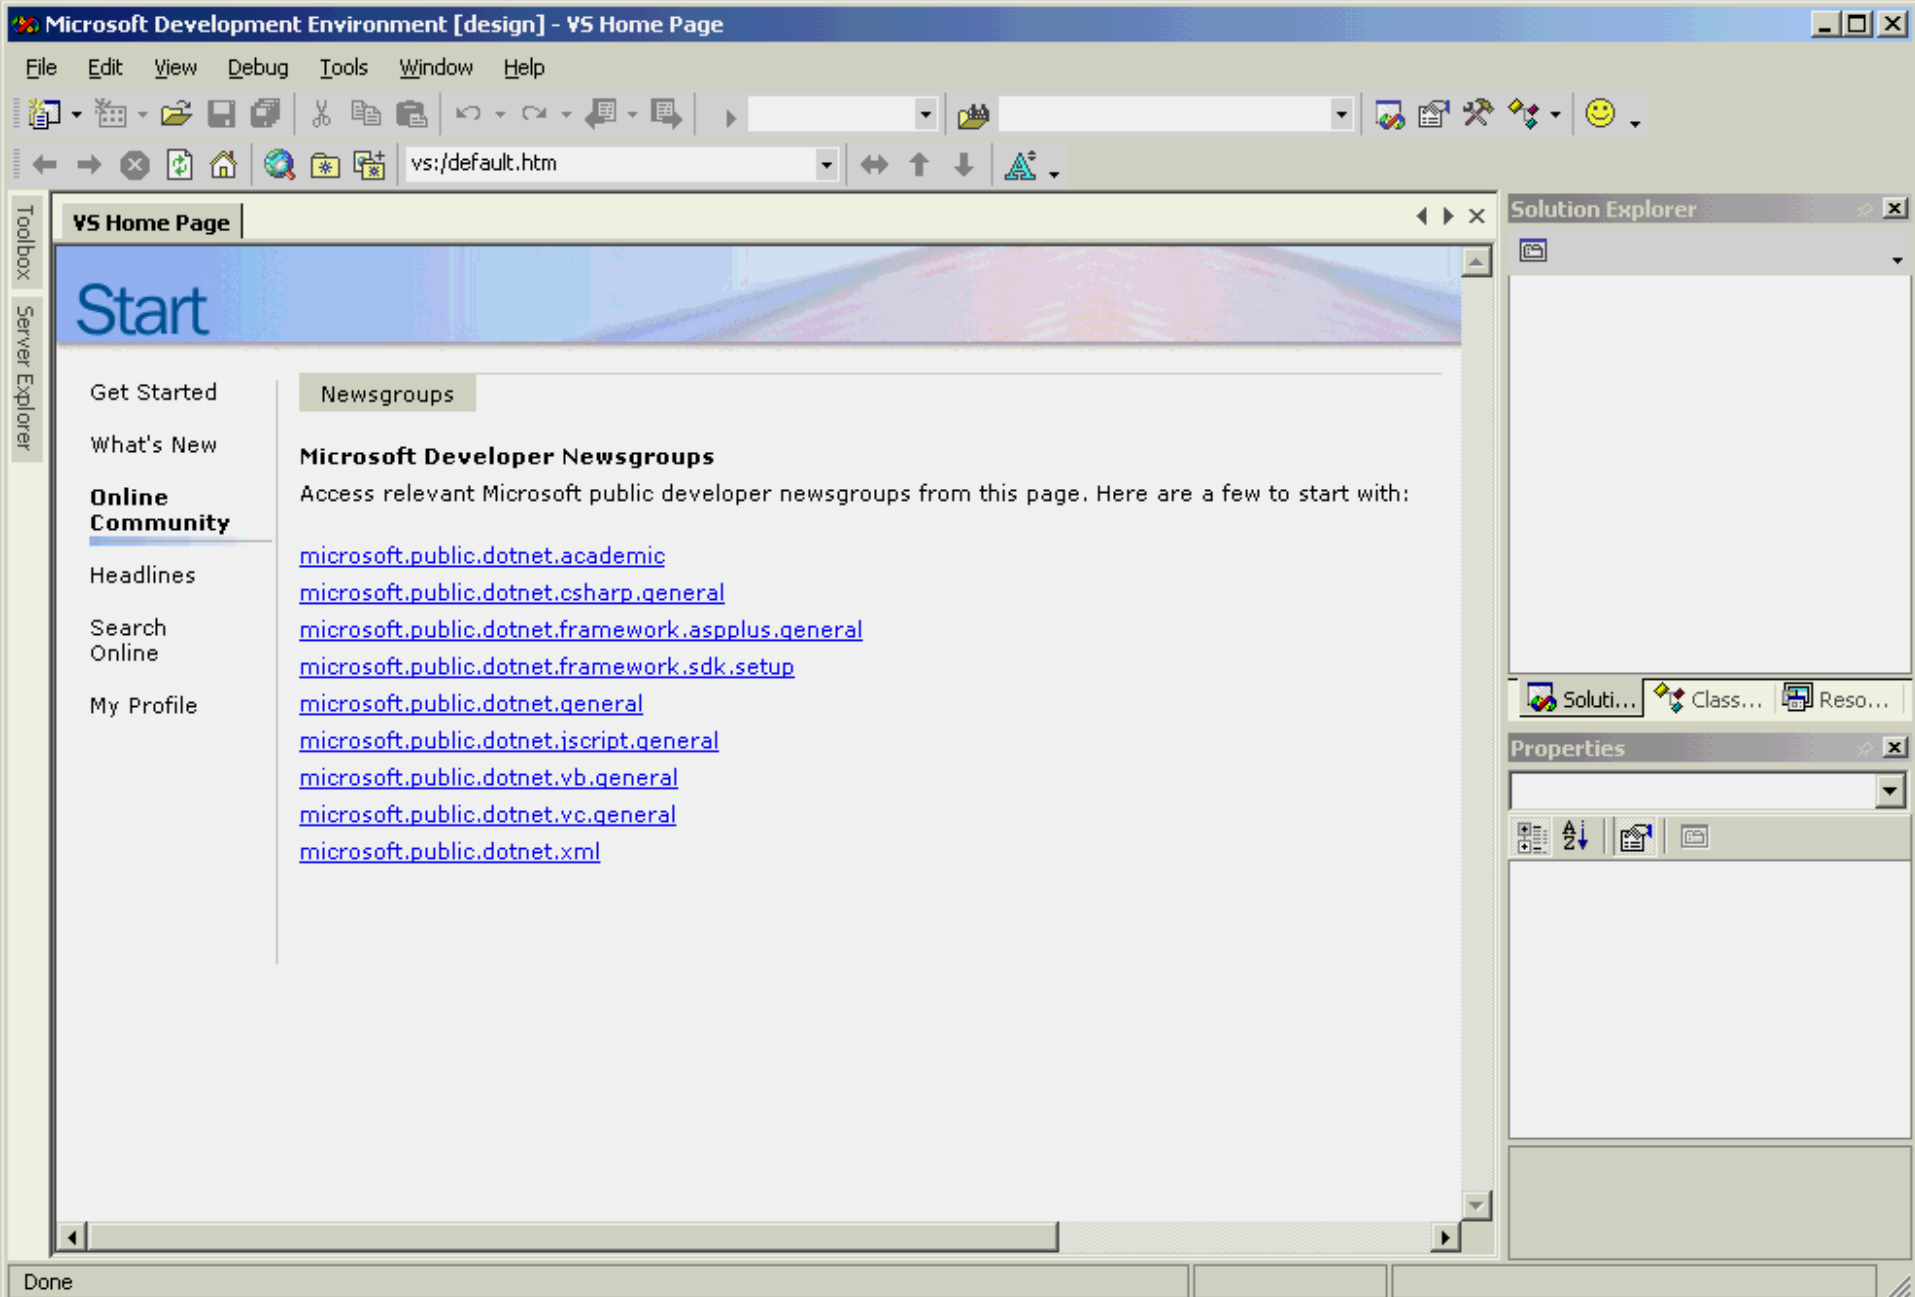 Microsoft Development Environment [design] - VS Home Page
File Edit View Debug Tools Window Help
vs:/default.htm
Toolbox
Server Explorer
VS Home Page
Start
Get Started
What's New
Online
Community
Headlines
Search
Online
My Profile
Newsgroups
Microsoft Developer Newsgroups
Access relevant Microsoft public developer newsgroups from this page. Here are a few to start with:
microsoft.public.dotnet.academic
microsoft.public.dotnet.csharp.general
microsoft.public.dotnet.framework.aspplus.general
microsoft.public.dotnet.framework.sdk.setup
microsoft.public.dotnet.general
microsoft.public.dotnet.jscript.general
microsoft.public.dotnet.vb.general
microsoft.public.dotnet.vc.general
microsoft.public.dotnet.xml
Solution Explorer
Soluti... Class... Reso...
Properties
Done